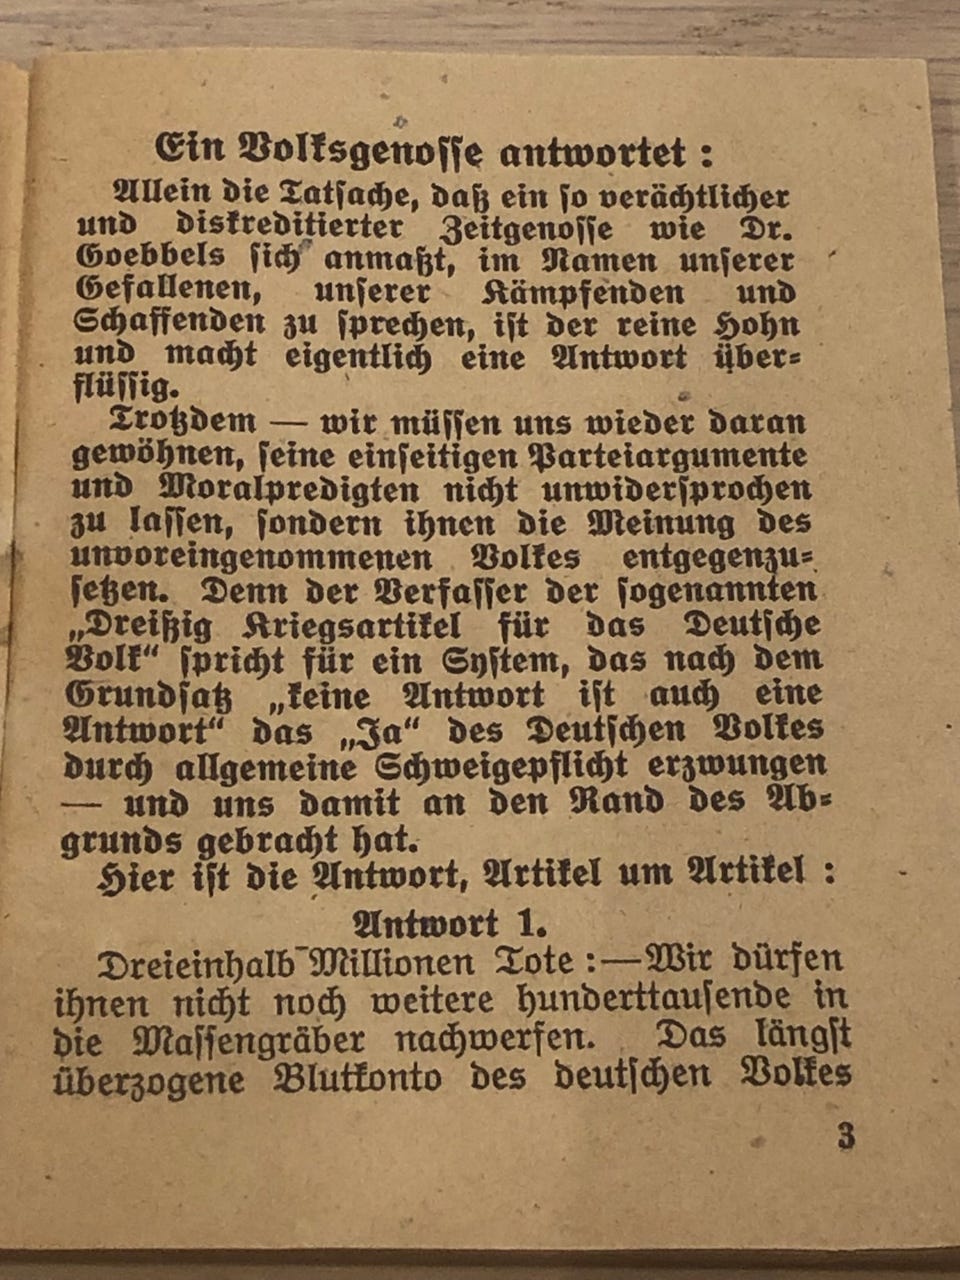 Ein Volksgenosse antwortet :
Allein die Tatsache, daß ein so verächtlicher
und diskreditierter Zeitgenosse wie Dr.
Goebbels sich anmaßt, im Namen unserer
Gefallenen, unserer Kämpfenden und
Schaffenden zu sprechen, ist der reine Hohn
und macht eigentlich eine Antwort über-
flüssig.
Trotzdem — wir müssen uns wieder daran
gewöhnen, seine einseitigen Parteiargumente
und Moralpredigten nicht unwidersprochen
zu lassen, sondern ihnen die Meinung des
unvoreingenommenen Volkes entgegenzu-
setzen. Denn der Verfasser der sogenannten
„Dreißig Kriegsartikel für das Deutsche
Volk“ spricht für ein System, das nach dem
Grundsatz „keine Antwort ist auch eine
Antwort“ das „Ja“ des Deutschen Volkes
durch allgemeine Schweigepflicht erzwungen
— und uns damit an den Rand des Ab-
grunds gebracht hat.
Hier ist die Antwort, Artikel um Artikel :
Antwort 1.
Dreieinhalb Millionen Tote :—Wir dürfen
ihnen nicht noch weitere hunderttausende in
die Massengräber nachwerfen. Das längst
überzogene Blutkonto des deutschen Volkes
3